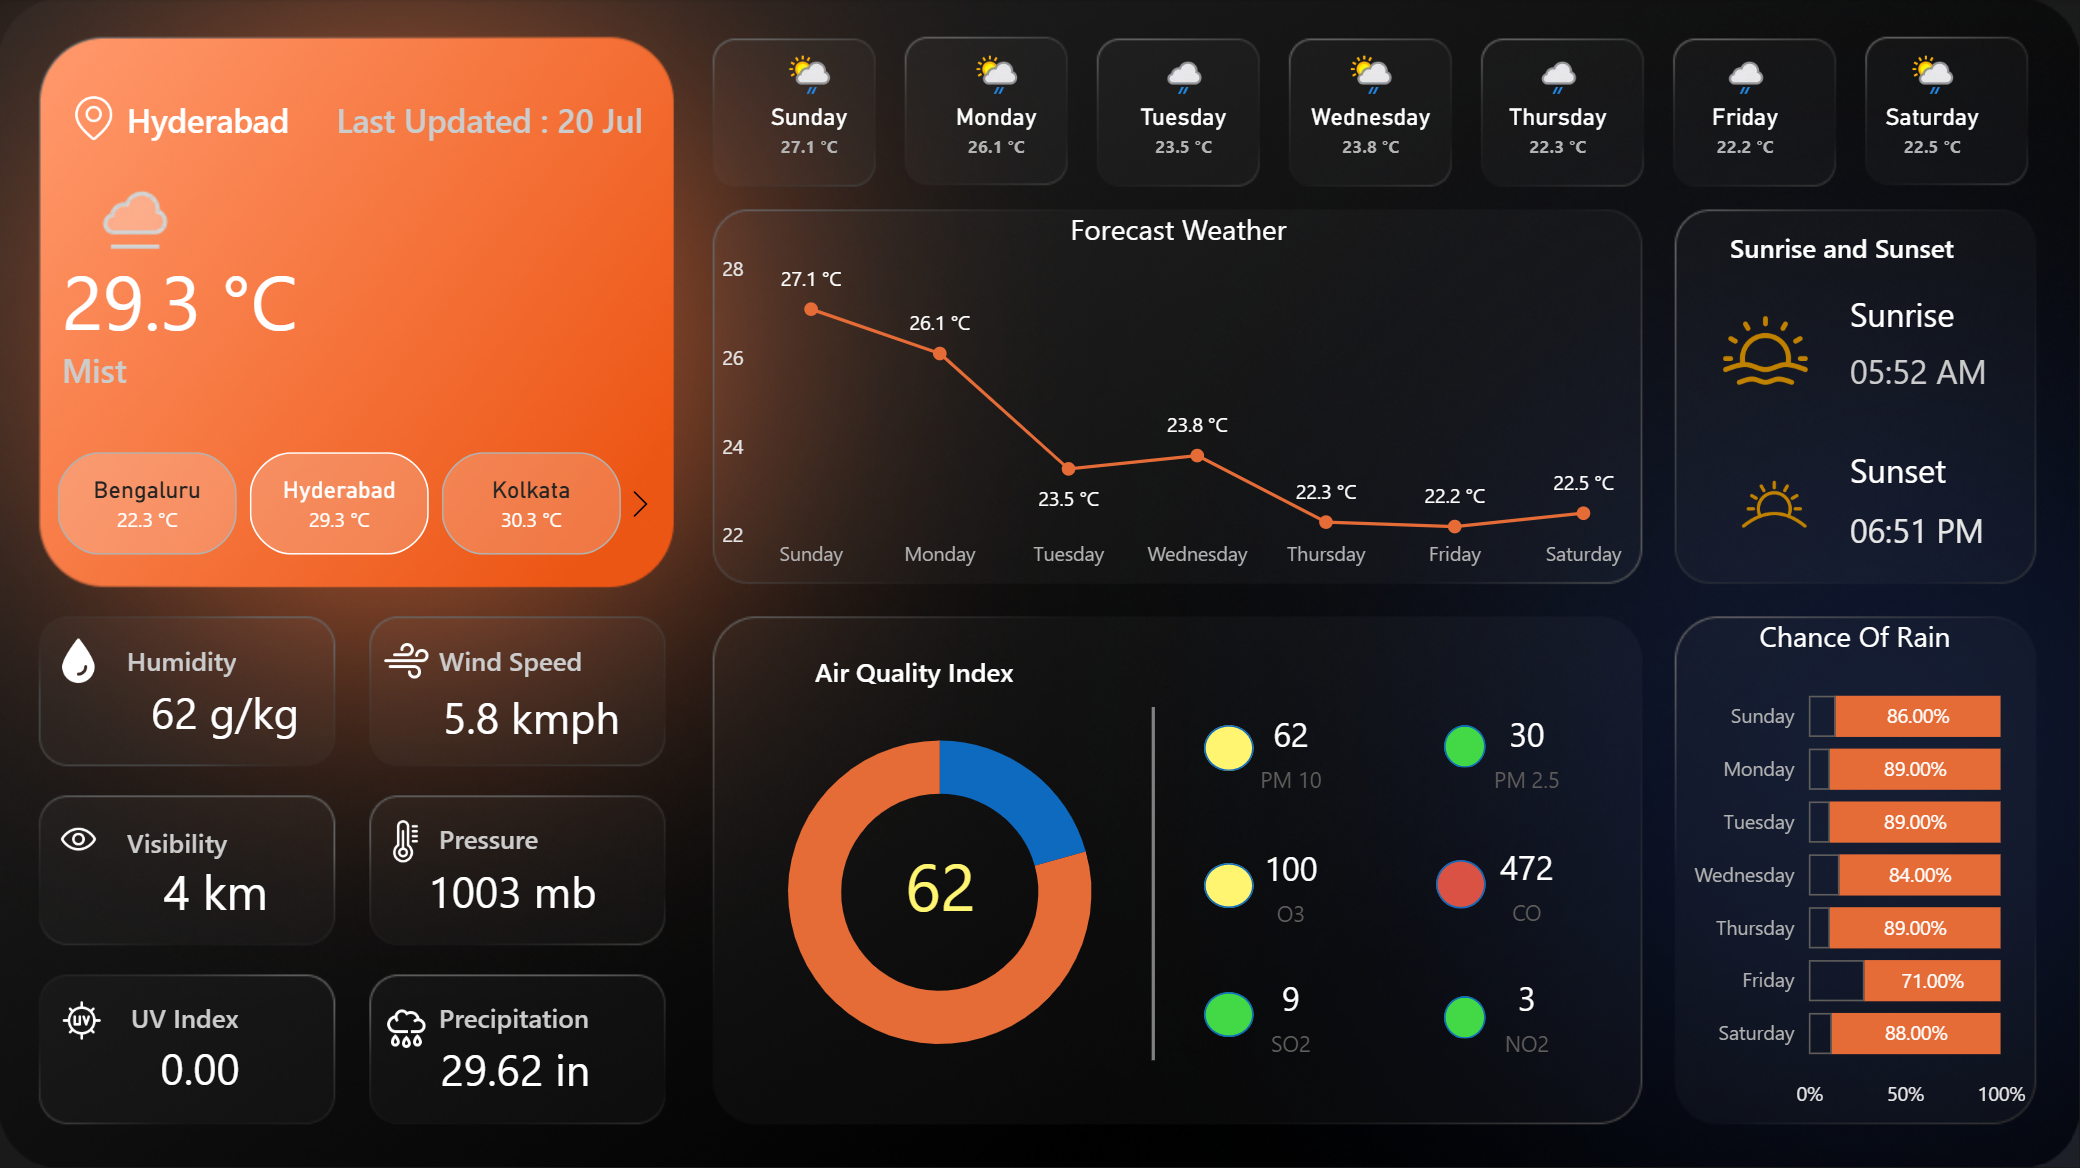 Hyderabad
Last Updated : 20 Jul
29.3 °C
Mist
Bengaluru
22.3 °C
Hyderabad
29.3 °C
Kolkata
30.3 °C
Sunday
27.1 °C
Monday
26.1 °C
Tuesday
23.5 °C
Wednesday
23.8 °C
Thursday
22.3 °C
Friday
22.2 °C
Saturday
22.5 °C
Forecast Weather
28
26
24
22
27.1 °C
26.1 °C
23.5 °C
23.8 °C
22.3 °C
22.2 °C
22.5 °C
Sunday
Monday
Tuesday
Wednesday
Thursday
Friday
Saturday
Sunrise and Sunset
Sunrise
05:52 AM
Sunset
06:51 PM
Humidity
62 g/kg
Wind Speed
5.8 kmph
Visibility
4 km
Pressure
1003 mb
UV
UV Index
0.00
Precipitation
29.62 in
Air Quality Index
62
62
PM 10
30
PM 2.5
100
O3
472
CO
9
SO2
3
NO2
Chance Of Rain
Sunday 86.00%
Monday 89.00%
Tuesday 89.00%
Wednesday 84.00%
Thursday 89.00%
Friday 71.00%
Saturday 88.00%
0% 50% 100%